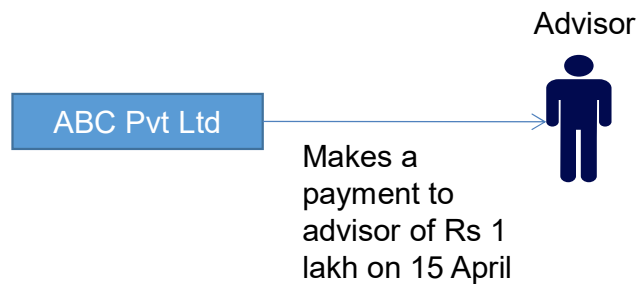 Advisor
ABC Pvt Ltd
Makes a
payment to
advisor of Rs 1
lakh on 15 April